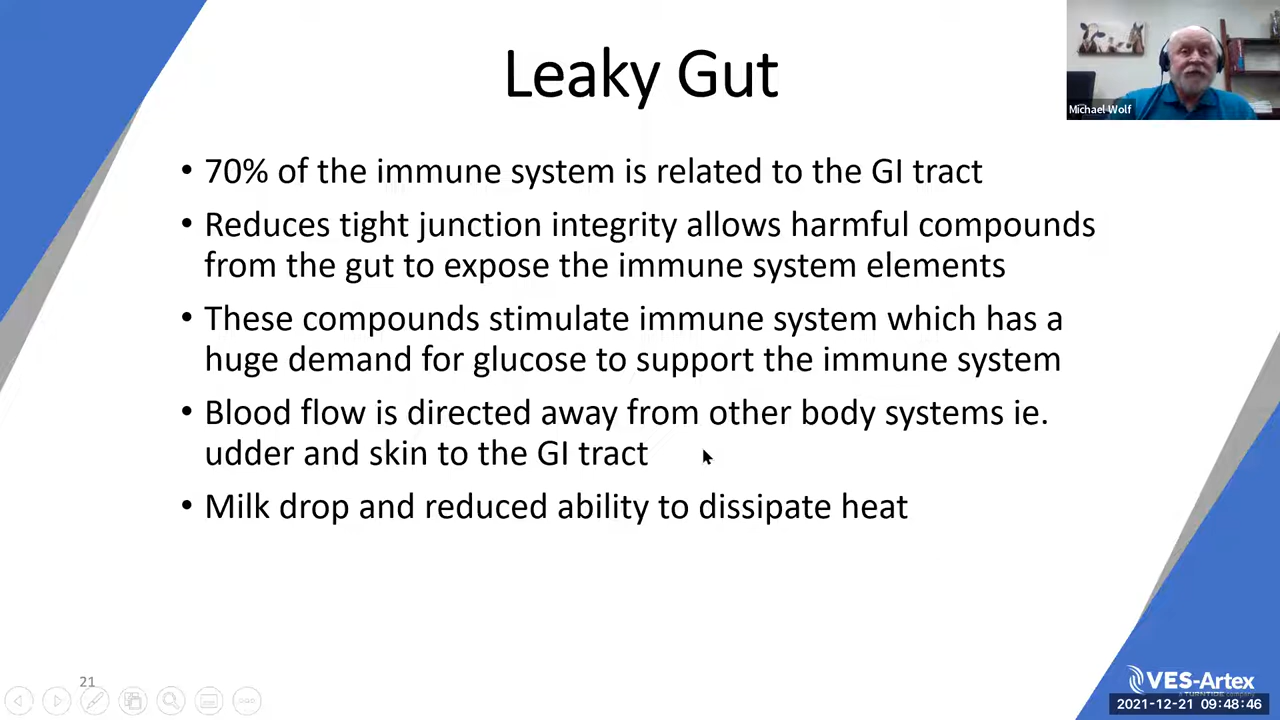 Leaky Gut
Michael Wolf
• 70% of the immune system is related to the GI tract
• Reduces tight junction integrity allows harmful compounds
from the gut to expose the immune system elements
• These compounds stimulate immune system which has a
huge demand for glucose to support the immune system
• Blood flow is directed away from other body systems ie.
udder and skin to the GI tract
• Milk drop and reduced ability to dissipate heat
21
VES-Artex
A TURNTIDE company
2021-12-21 09:48:46